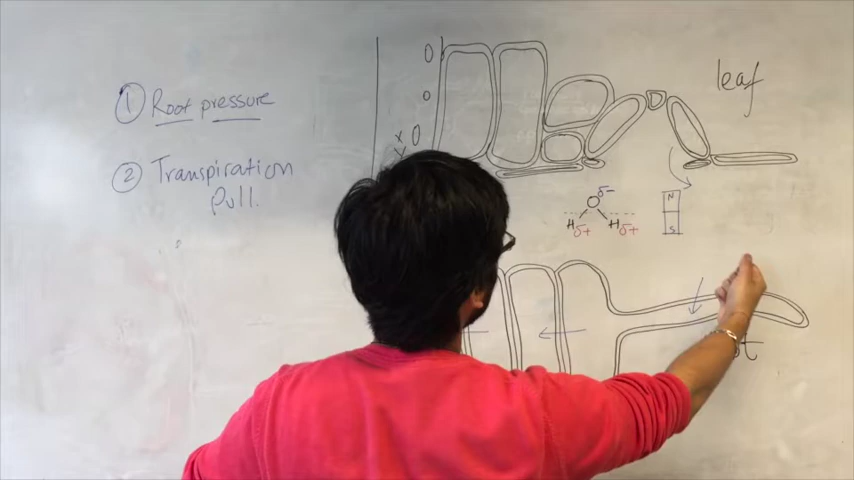 ① Root pressure
② Transpiration
Pull.
x
leaf
O δ-
H δ+ H δ+
N
S